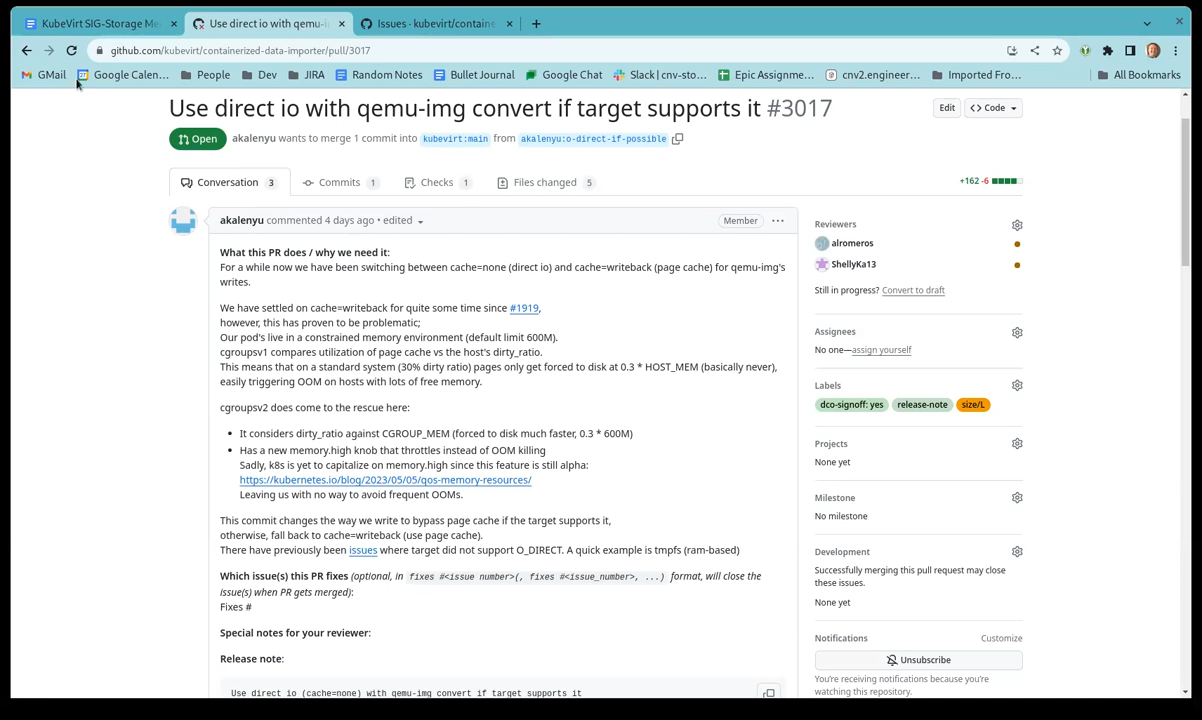 KubeVirt SIG-Storage Me
Use direct io with qemu-in
Issues · kubevirt/containe
github.com/kubevirt/containerized-data-importer/pull/3017
GMail
Google Calen...
People
Dev
JIRA
Random Notes
Bullet Journal
Google Chat
Slack | cnv-sto...
Epic Assignme...
cnv2.engineer...
Imported Fro...
All Bookmarks
Use direct io with qemu-img convert if target supports it #3017
Edit
<> Code
Open
akalenyu wants to merge 1 commit into kubevirt:main from akalenyu:o-direct-if-possible
Conversation 3
Commits 1
Checks 1
Files changed 5
+162 -6
akalenyu commented 4 days ago • edited
Member
What this PR does / why we need it:
For a while now we have been switching between cache=none (direct io) and cache=writeback (page cache) for qemu-img's
writes.
We have settled on cache=writeback for quite some time since #1919,
however, this has proven to be problematic;
Our pod's live in a constrained memory environment (default limit 600M).
cgroupsv1 compares utilization of page cache vs the host's dirty_ratio.
This means that on a standard system (30% dirty ratio) pages only get forced to disk at 0.3 * HOST_MEM (basically never),
easily triggering OOM on hosts with lots of free memory.
cgroupsv2 does come to the rescue here:
• It considers dirty_ratio against CGROUP_MEM (forced to disk much faster, 0.3 * 600M)
• Has a new memory.high knob that throttles instead of OOM killing
Sadly, k8s is yet to capitalize on memory.high since this feature is still alpha:
https://kubernetes.io/blog/2023/05/05/qos-memory-resources/
Leaving us with no way to avoid frequent OOMs.
This commit changes the way we write to bypass page cache if the target supports it,
otherwise, fall back to cache=writeback (use page cache).
There have previously been issues where target did not support O_DIRECT. A quick example is tmpfs (ram-based)
Which issue(s) this PR fixes (optional, in fixes #<issue number>(, fixes #<issue_number>, ...) format, will close the
issue(s) when PR gets merged):
Fixes #
Special notes for your reviewer:
Release note:
Use direct io (cache=none) with qemu-img convert if target supports it
Reviewers
alromeros
ShellyKa13
Still in progress? Convert to draft
Assignees
No one—assign yourself
Labels
dco-signoff: yes
release-note
size/L
Projects
None yet
Milestone
No milestone
Development
Successfully merging this pull request may close
these issues.
None yet
Notifications
Customize
Unsubscribe
You're receiving notifications because you're
watching this repository.